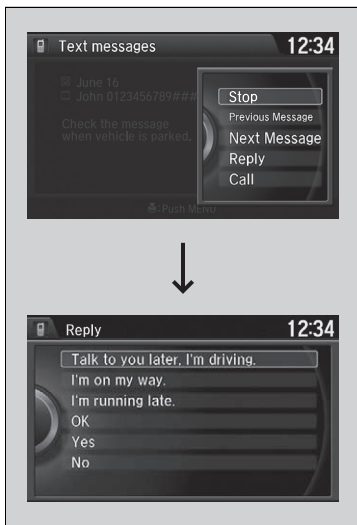 Text messages 12:34
June 16
John 0123456789###
Check the message
when vehicle is parked.
Stop
Previous Message
Next Message
Reply
Call
:Push MENU
Reply 12:34
Talk to you later, I'm driving.
I'm on my way.
I'm running late.
OK
Yes
No